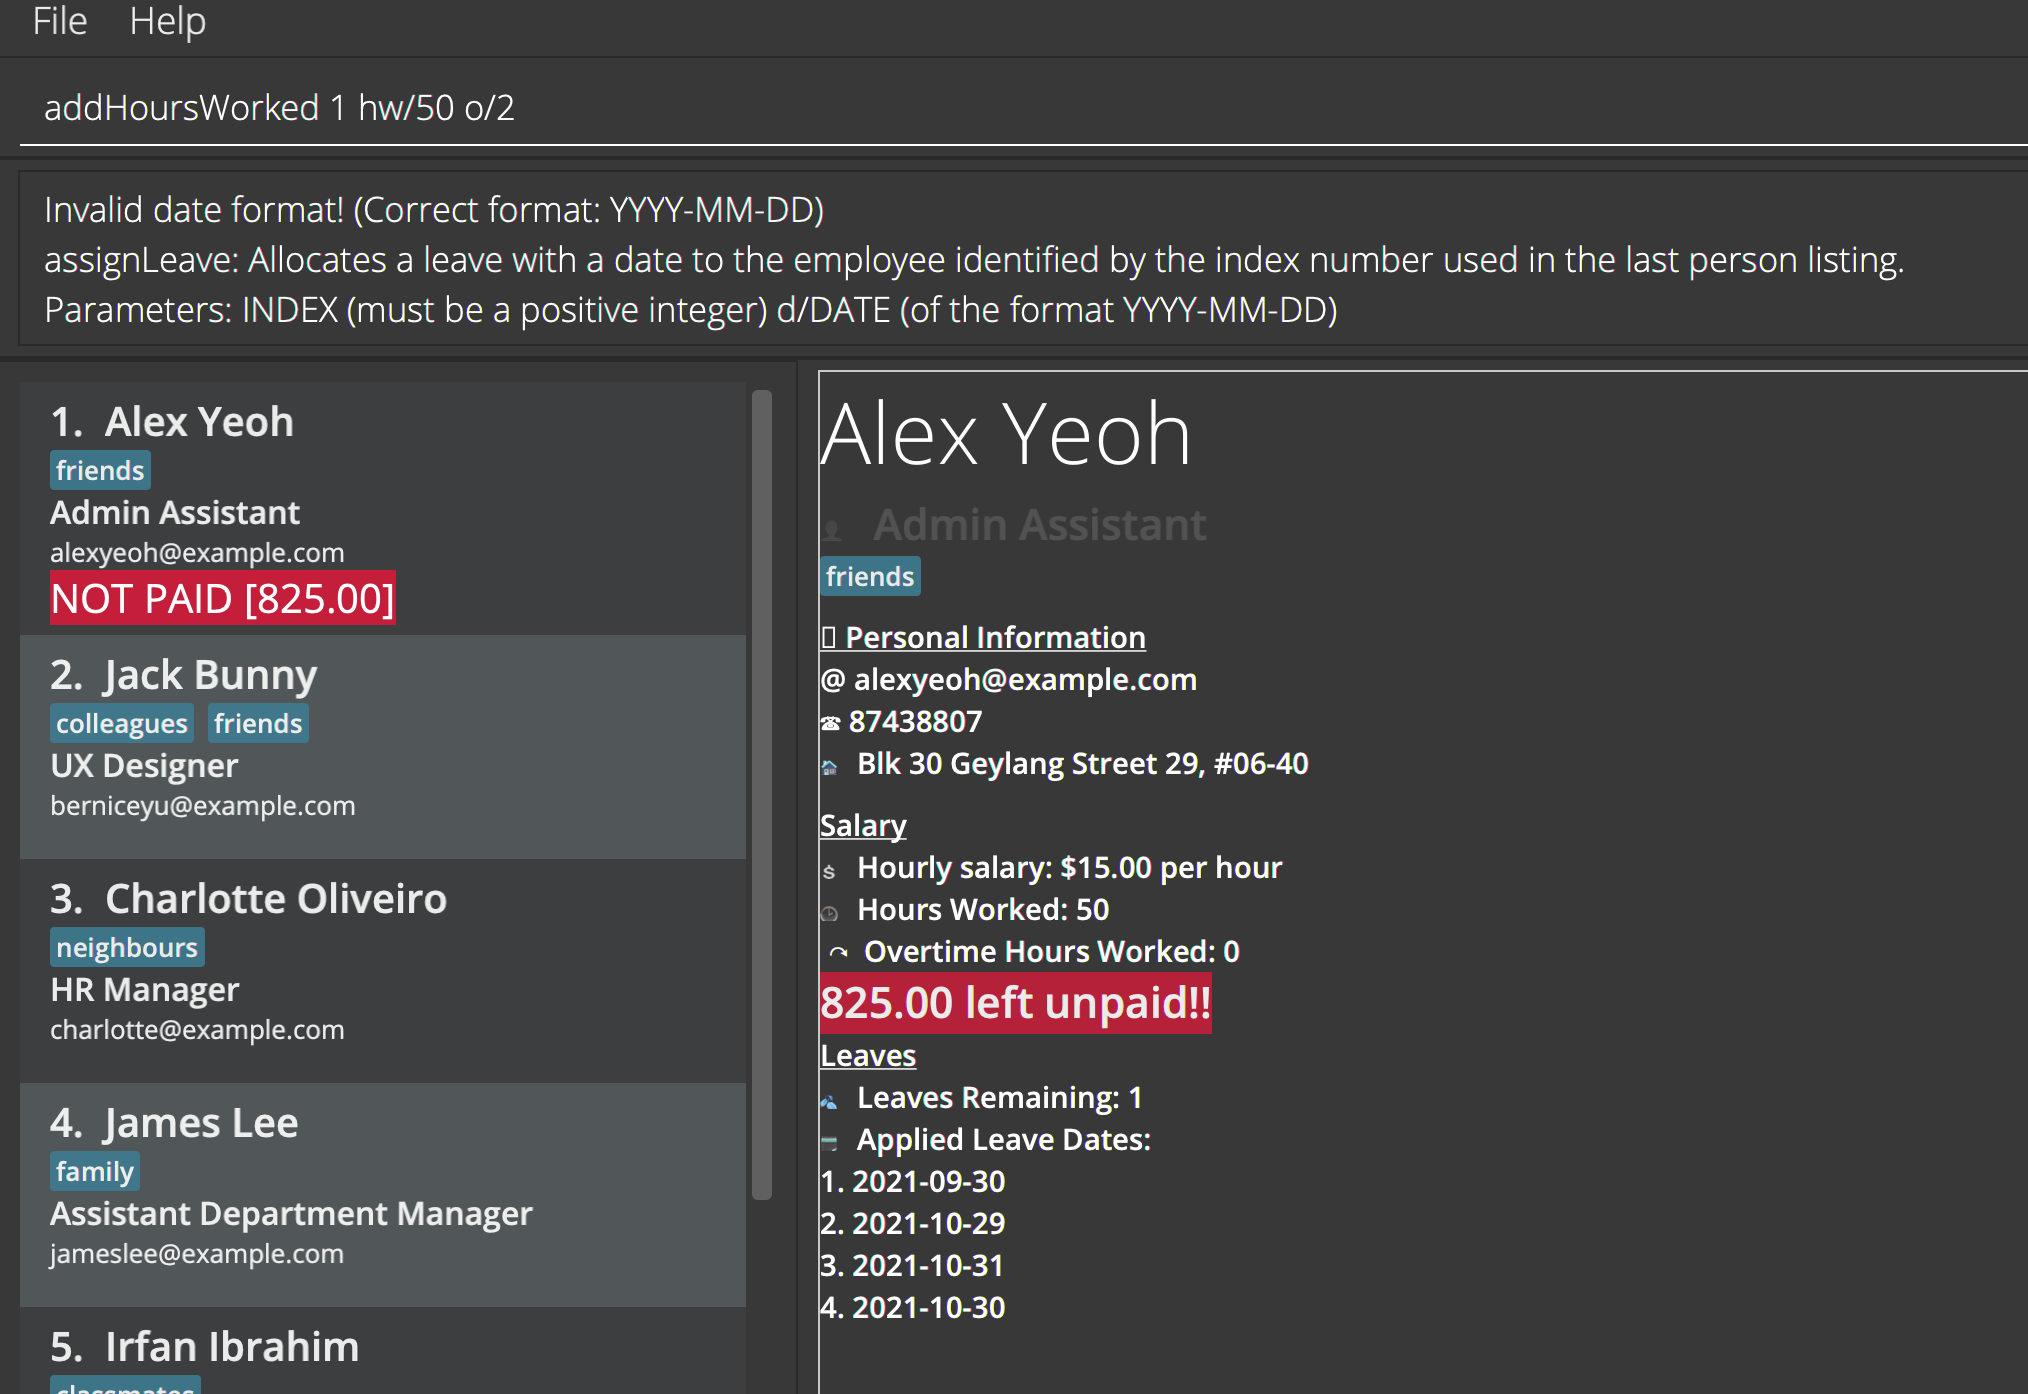 File Help
addHoursWorked 1 hw/50 o/2
Invalid date format! (Correct format: YYYY-MM-DD)
assignLeave: Allocates a leave with a date to the employee identified by the index number used in the last person listing.
Parameters: INDEX (must be a positive integer) d/DATE (of the format YYYY-MM-DD)
1. Alex Yeoh
friends
Admin Assistant
alexyeoh@example.com
NOT PAID [825.00]
2. Jack Bunny
colleagues friends
UX Designer
berniceyu@example.com
3. Charlotte Oliveiro
neighbours
HR Manager
charlotte@example.com
4. James Lee
family
Assistant Department Manager
jameslee@example.com
5. Irfan Ibrahim
classmates
Alex Yeoh
Admin Assistant
friends
Personal Information
@ alexyeoh@example.com
☎ 87438807
Blk 30 Geylang Street 29, #06-40
Salary
Hourly salary: $15.00 per hour
Hours Worked: 50
Overtime Hours Worked: 0
825.00 left unpaid!!
Leaves
Leaves Remaining: 1
Applied Leave Dates:
1. 2021-09-30
2. 2021-10-29
3. 2021-10-31
4. 2021-10-30